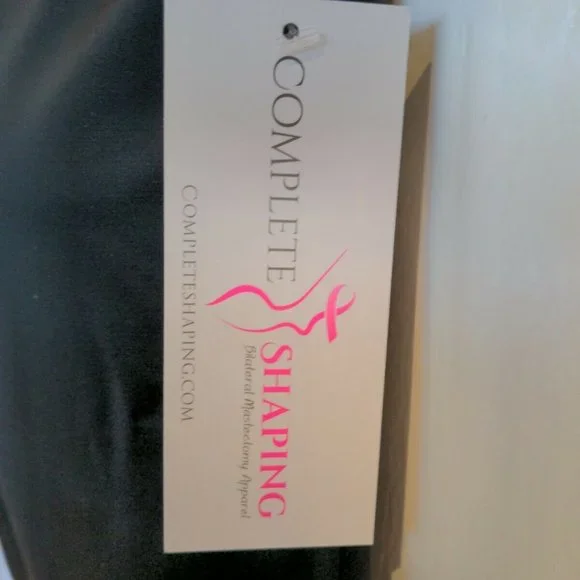 COMPLETE SHAPING
Bilateral Mastectomy Apparel
COMPLETESHAPING.COM